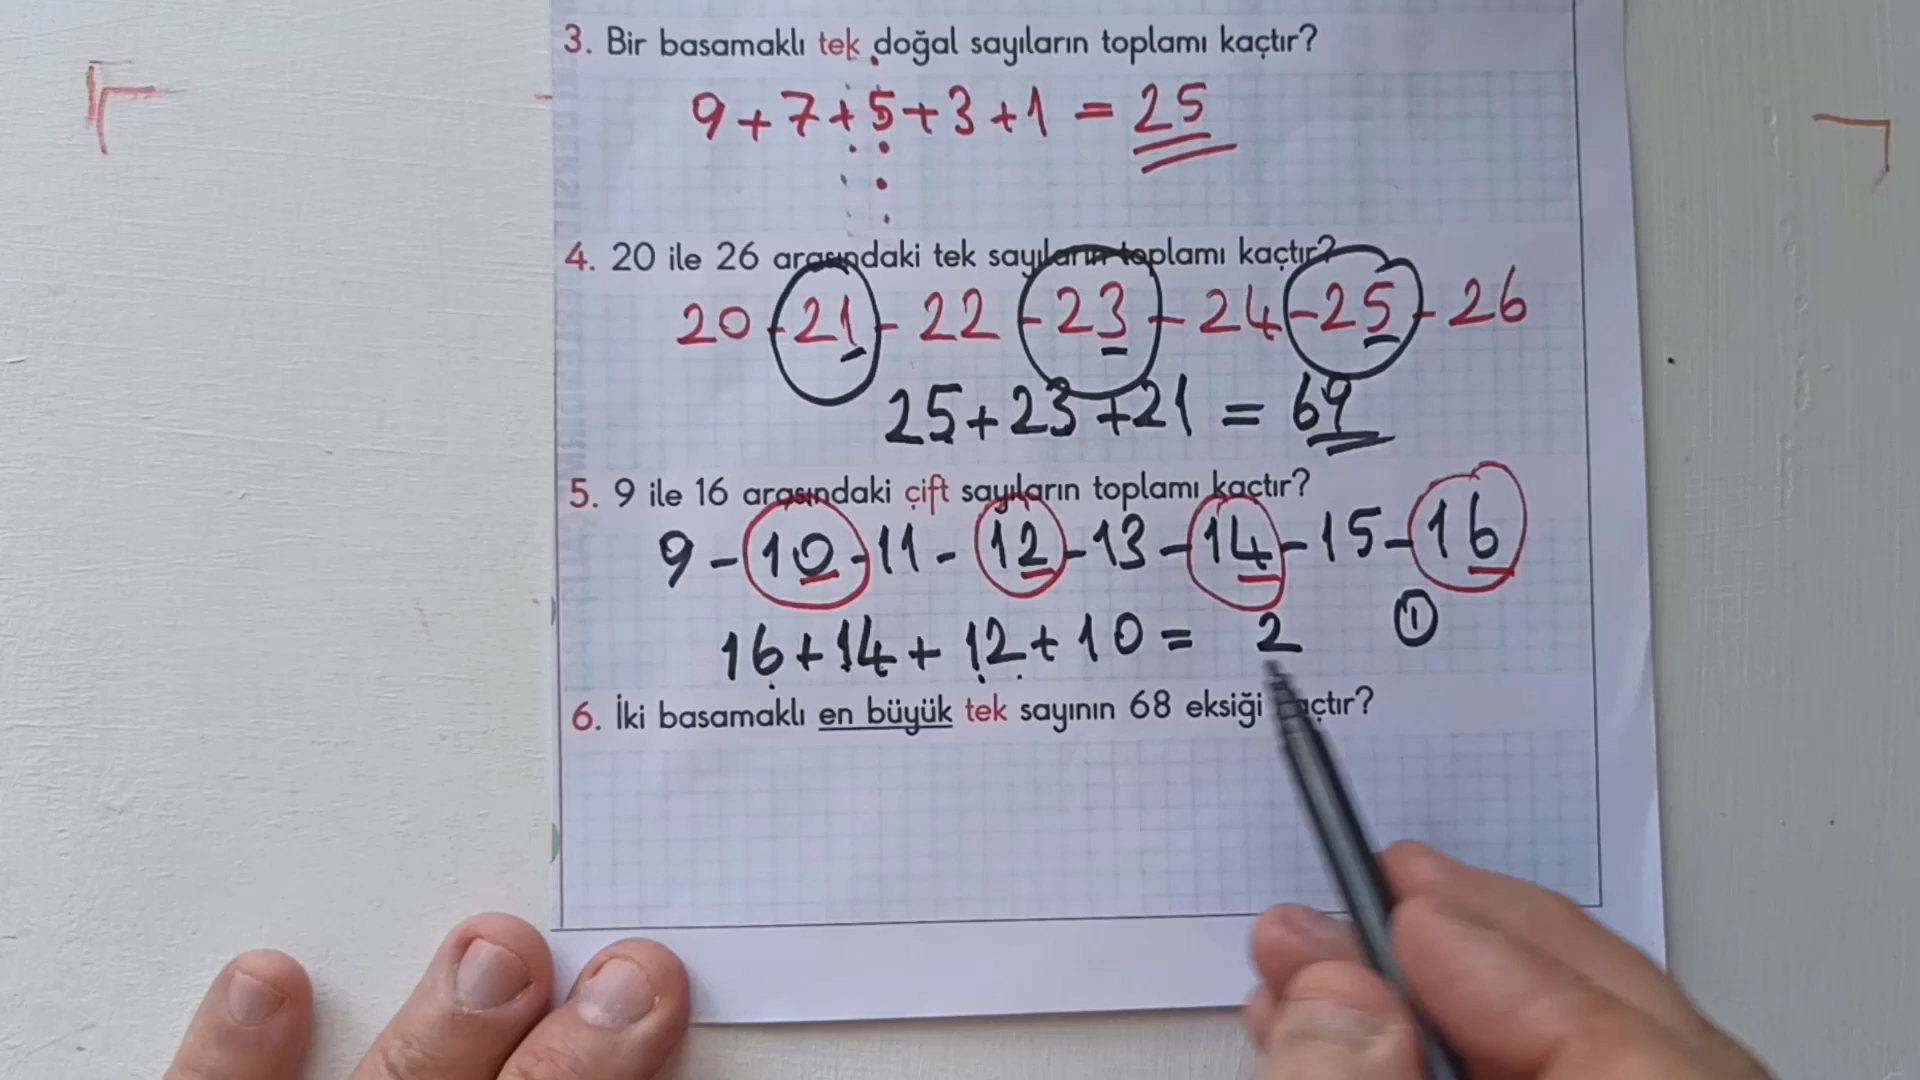 3. Bir basamaklı tek doğal sayıların toplamı kaçtır?
9+7+5+3+1 = 25
4. 20 ile 26 arasındaki tek sayıların toplamı kaçtır?
20-21-22-23-24-25-26
25+23+21 = 69
5. 9 ile 16 arasındaki çift sayıların toplamı kaçtır?
9-10-11-12-13-14-15-16
16+14+12+10= 2 1
6. İki basamaklı en büyük tek sayının 68 eksiği